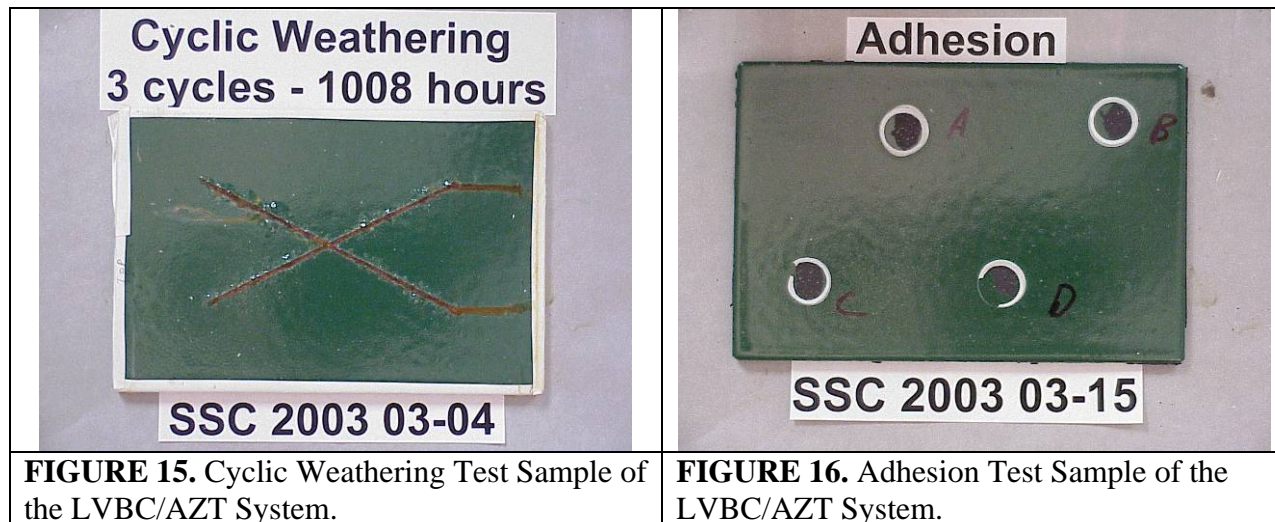 Cyclic Weathering
3 cycles - 1008 hours
TOP
SSC 2003 03-04
FIGURE 15. Cyclic Weathering Test Sample of
the LVBC/AZT System.
Adhesion
A
B
C
D
SSC 2003 03-15
FIGURE 16. Adhesion Test Sample of the
LVBC/AZT System.